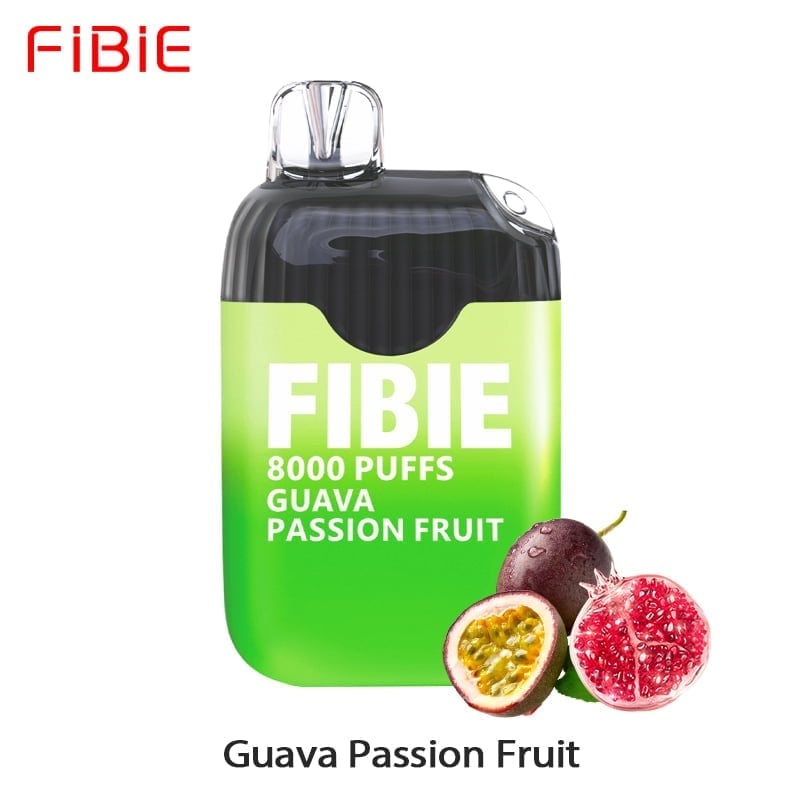 FiBiE
FIBIE
8000 PUFFS
GUAVA
PASSION FRUIT
Guava Passion Fruit